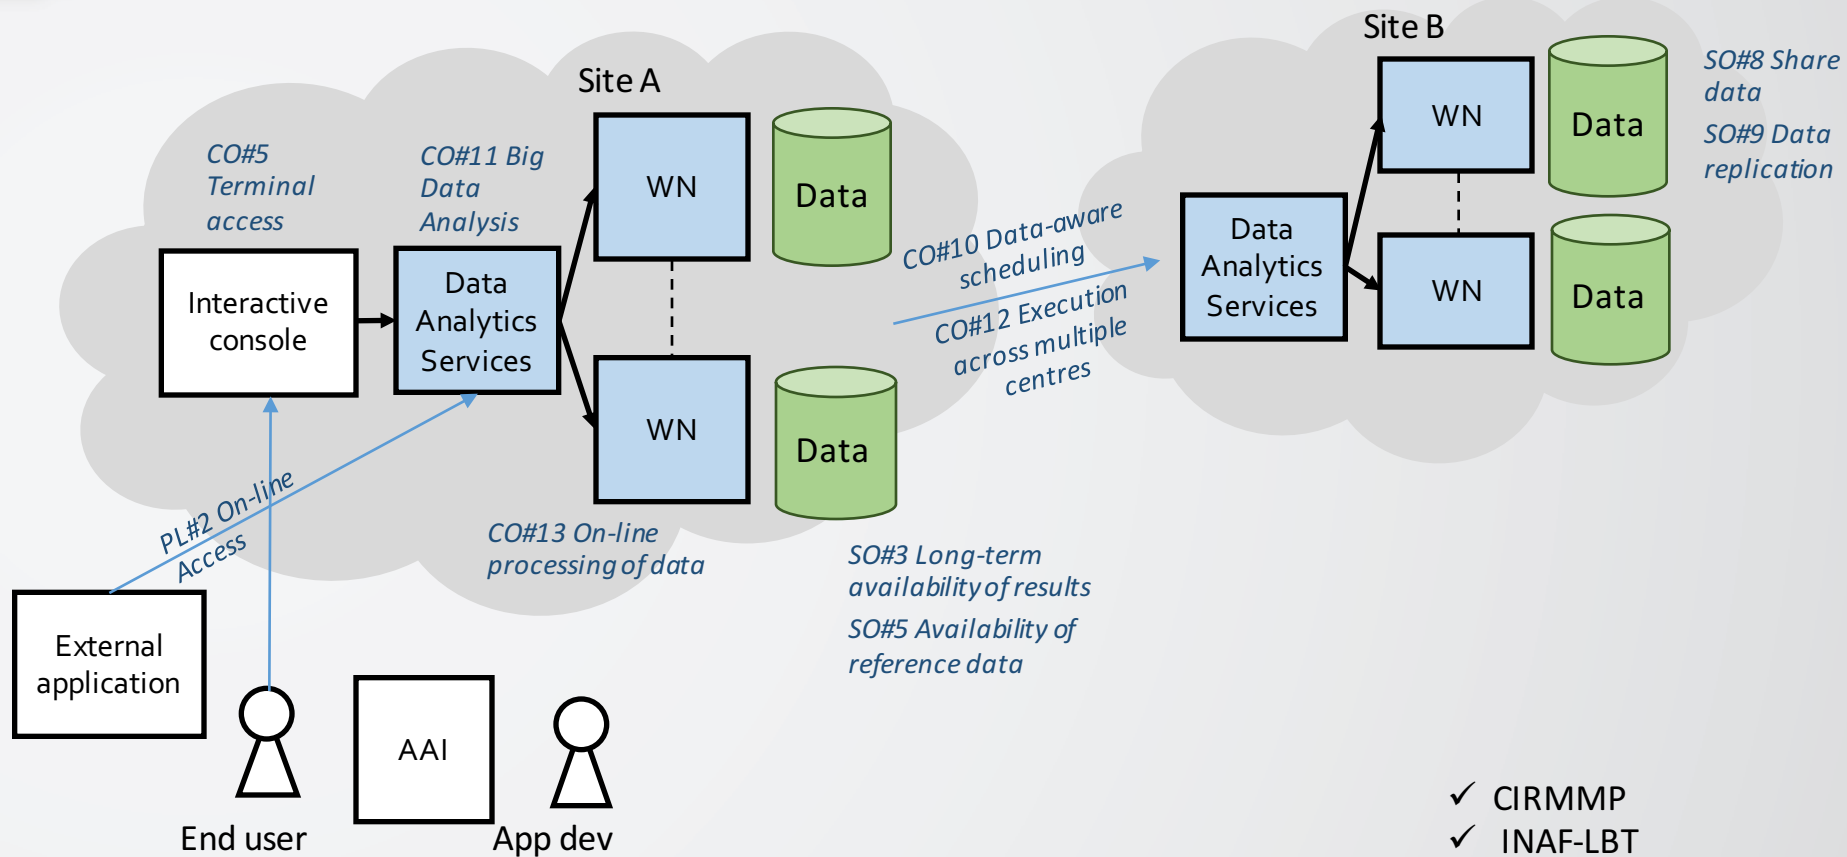 Site B
Site A
SO#8 Share
data
SO#9 Data
replication
WN
Data
WN
Data
CO#5
Terminal
access
CO#11 Big
Data
Analysis
WN
Data
CO#10 Data-aware
scheduling
CO#12 Execution
across multiple
centres
Data
Analytics
Services
Interactive
console
Data
Analytics
Services
WN
Data
PL#2 On-line
Access
CO#13 On-line
processing of data
SO#3 Long-term
availability of results
SO#5 Availability of
reference data
External
application
AAI
End user
App dev
✓ CIRMMP
✓ INAF-LBT